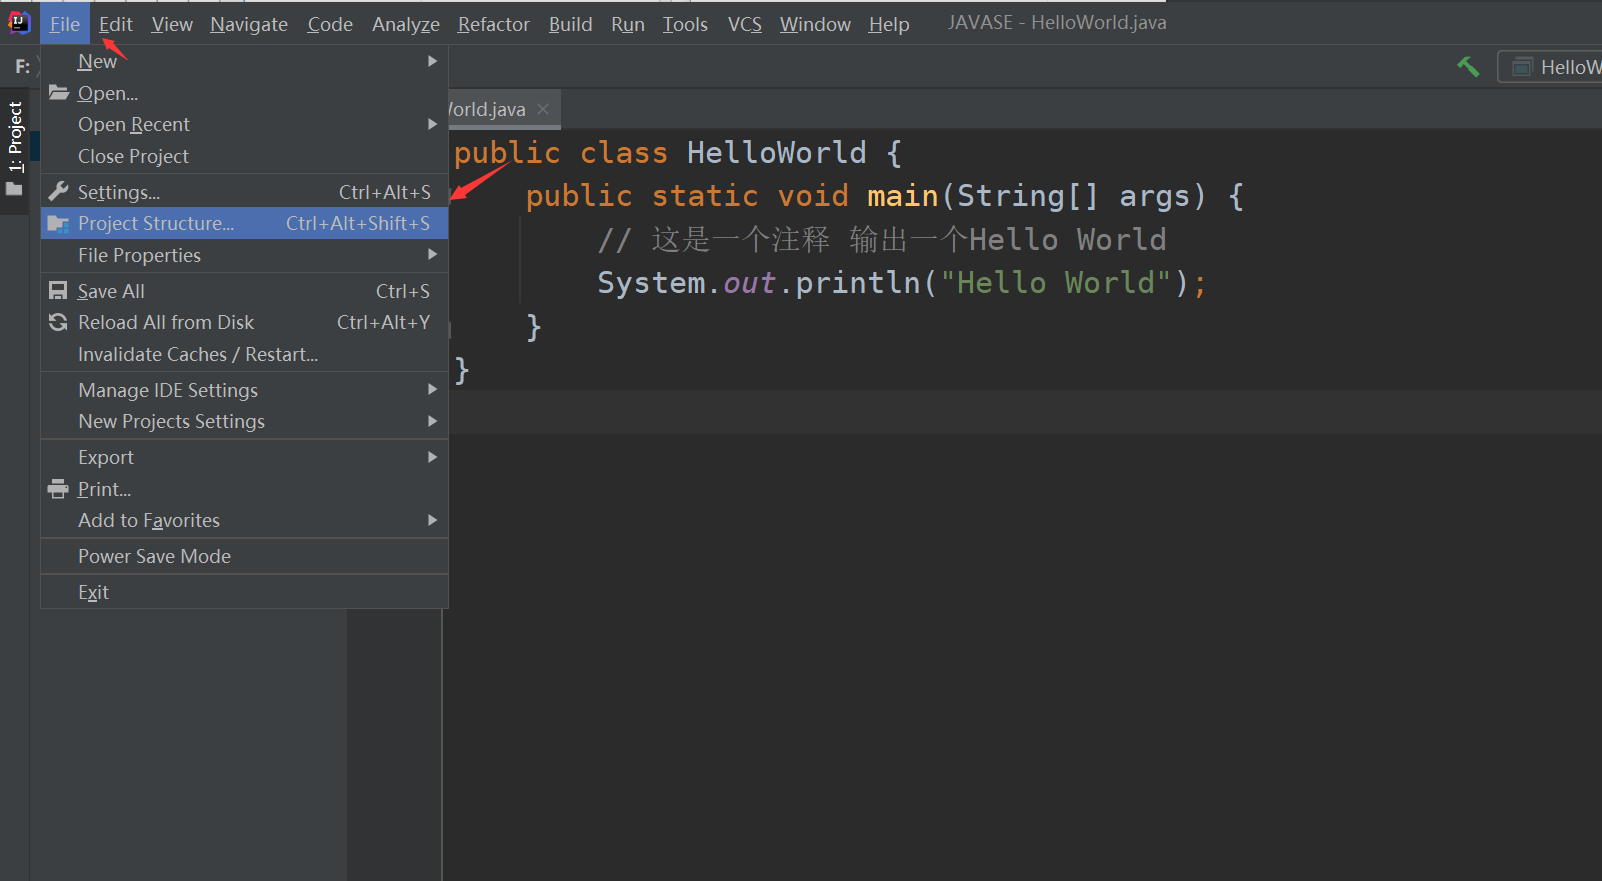 File Edit View Navigate Code Analyze Refactor Build Run Tools VCS Window Help JAVASE - HelloWorld.java
F:
HelloW
1: Project
New
Open...
Open Recent
Close Project
Settings... Ctrl+Alt+S
Project Structure... Ctrl+Alt+Shift+S
File Properties
Save All Ctrl+S
Reload All from Disk Ctrl+Alt+Y
Invalidate Caches / Restart...
Manage IDE Settings
New Projects Settings
Export
Print...
Add to Favorites
Power Save Mode
Exit
World.java
public class HelloWorld {
public static void main(String[] args) {
// 这是一个注释 输出一个Hello World
System.out.println("Hello World");
}
}